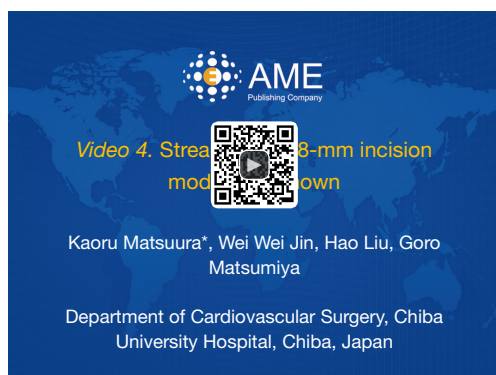 AME
Publishing Company
Video 4. Strea 8-mm incision
mod own
Kaoru Matsuura*, Wei Wei Jin, Hao Liu, Goro
Matsumiya
Department of Cardiovascular Surgery, Chiba
University Hospital, Chiba, Japan